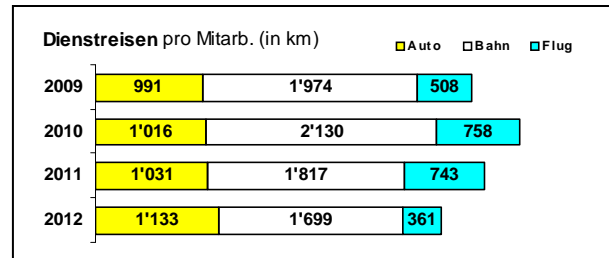 Dienstreisen pro Mitarb. (in km) Auto Bahn Flug
2009 991 1'974 508
2010 1'016 2'130 758
2011 1'031 1'817 743
2012 1'133 1'699 361